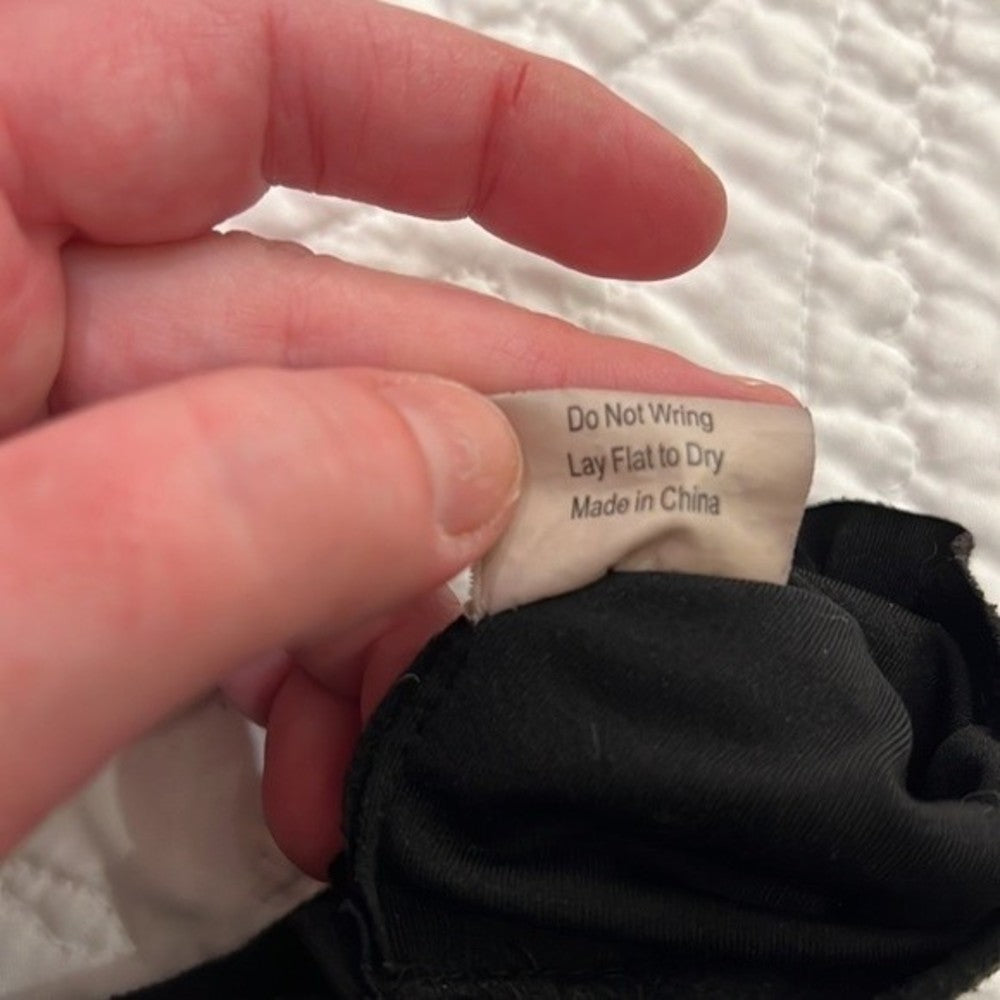 Do Not Wring
Lay Flat to Dry
Made in China